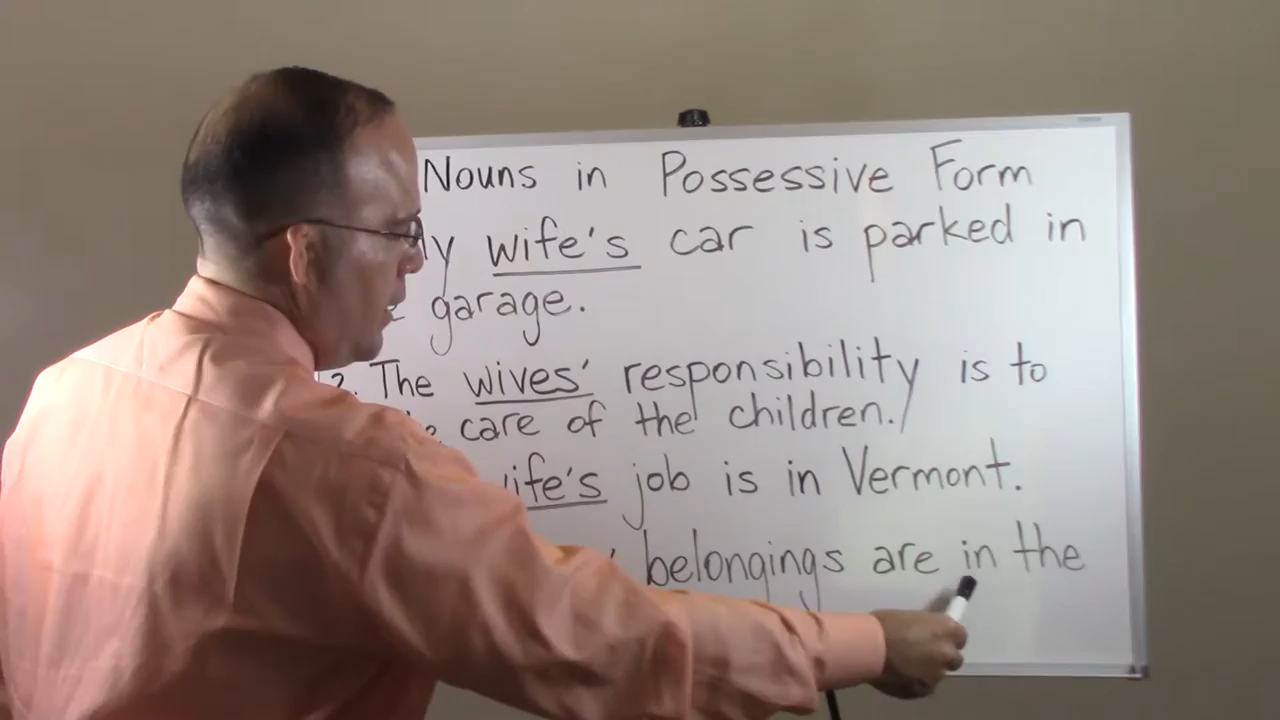 Nouns in Possessive Form
wife's car is parked in
garage.
2. The wives' responsibility is to
care of the children.
job is in Vermont.
belongings are in the